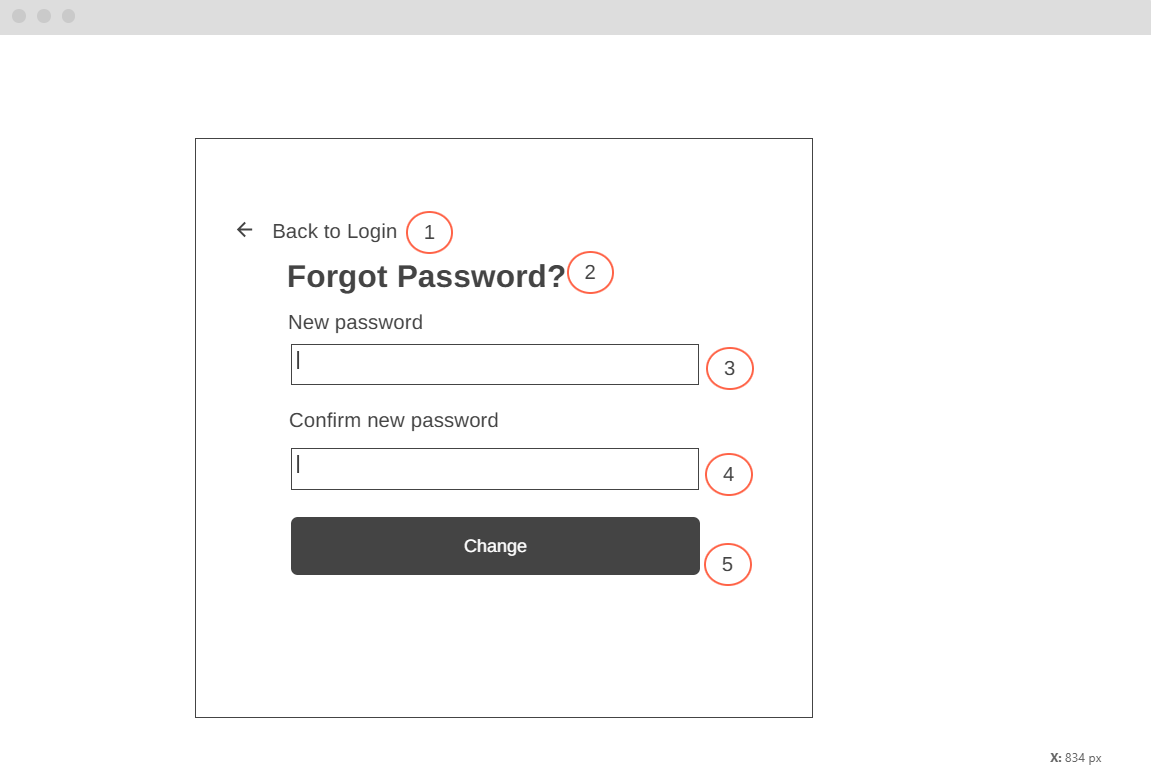 Back to Login 1
Forgot Password? 2
New password
3
Confirm new password
4
Change
5
X: 834 px